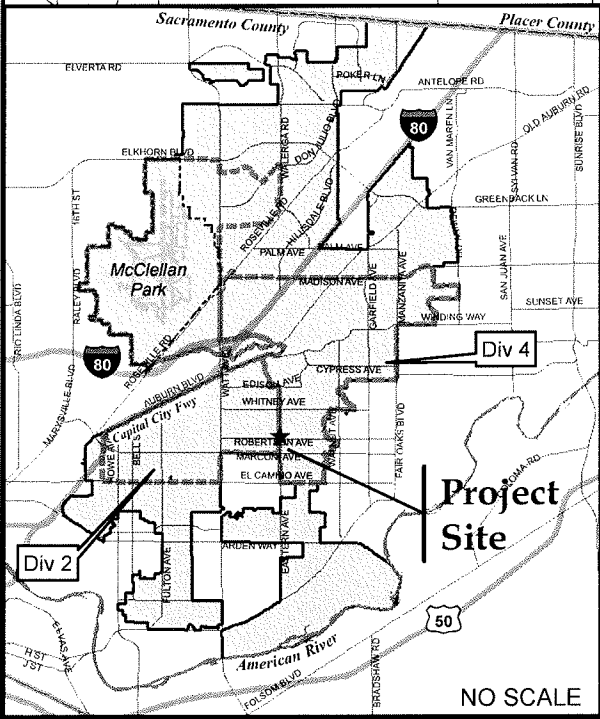 Sacramento County
Placer County
ELVERTA RD
POKER LN
ANTELOPE RD
OLD AUBURN RD
80
VAN MAREN LN
SUNRISE BLVD
SYLVAN RD
WALERGA RD
DON JULIO BLVD
ELKHORN BLVD
16TH ST
ROSEVILLE RD
HILLSDALE BLVD
GREENBACK LN
PALM AVE
PALM AVE
McClellan
Park
MADISON AVE
GARFIELD AVE
MANZANITA AVE
SAN JUAN AVE
SUNSET AVE
RIO LINDA BLVD
RALEY BLVD
WINDING WAY
ROSEVILLE RD
80
Div 4
CYPRESS AVE
EDISON AVE
WHITNEY AVE
AUBURN BLVD
Capital City Fwy
MARYSVILLE BLVD
FAIR OAKS BLVD
HOWE AVE
BELL ST
MARCONI AVE
EL CAMINO AVE
Project
Site
Div 2
ARDEN WAY
EASTERN AVE
FULTON AVE
ELVAS AVE
H ST
J ST
American River
FOLSOM BLVD
BRADSHAW RD
50
NO SCALE